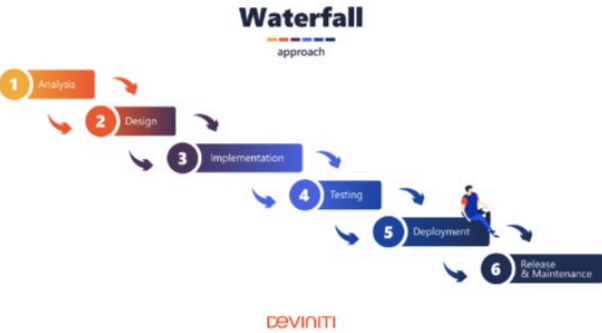 Waterfall
approach
1 Analysis
2 Design
3 Implementation
4 Testing
5 Deployment
6 Release
& Maintenance
DEVINITI